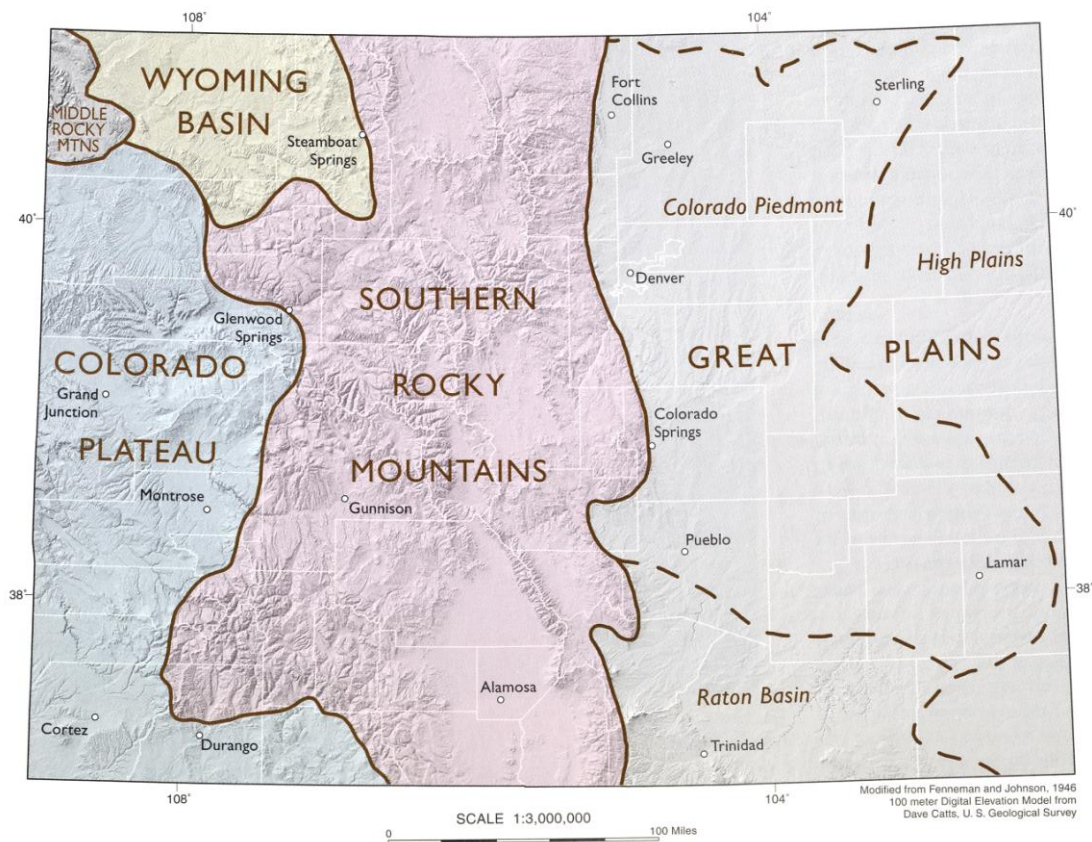 108°
104°
WYOMING
BASIN
MIDDLE
ROCKY
MTNS
Steamboat
Springs
Fort
Collins
Sterling
Greeley
40°
40°
Colorado Piedmont
High Plains
Denver
SOUTHERN
Glenwood
Springs
COLORADO
GREAT
PLAINS
Grand
Junction
ROCKY
Colorado
Springs
PLATEAU
MOUNTAINS
Montrose
Gunnison
Pueblo
Lamar
38°
38°
Alamosa
Raton Basin
Cortez
Durango
Trinidad
108°
104°
Modified from Fenneman and Johnson, 1946
100 meter Digital Elevation Model from
Dave Catts, U. S. Geological Survey
SCALE 1:3,000,000
0
100 Miles